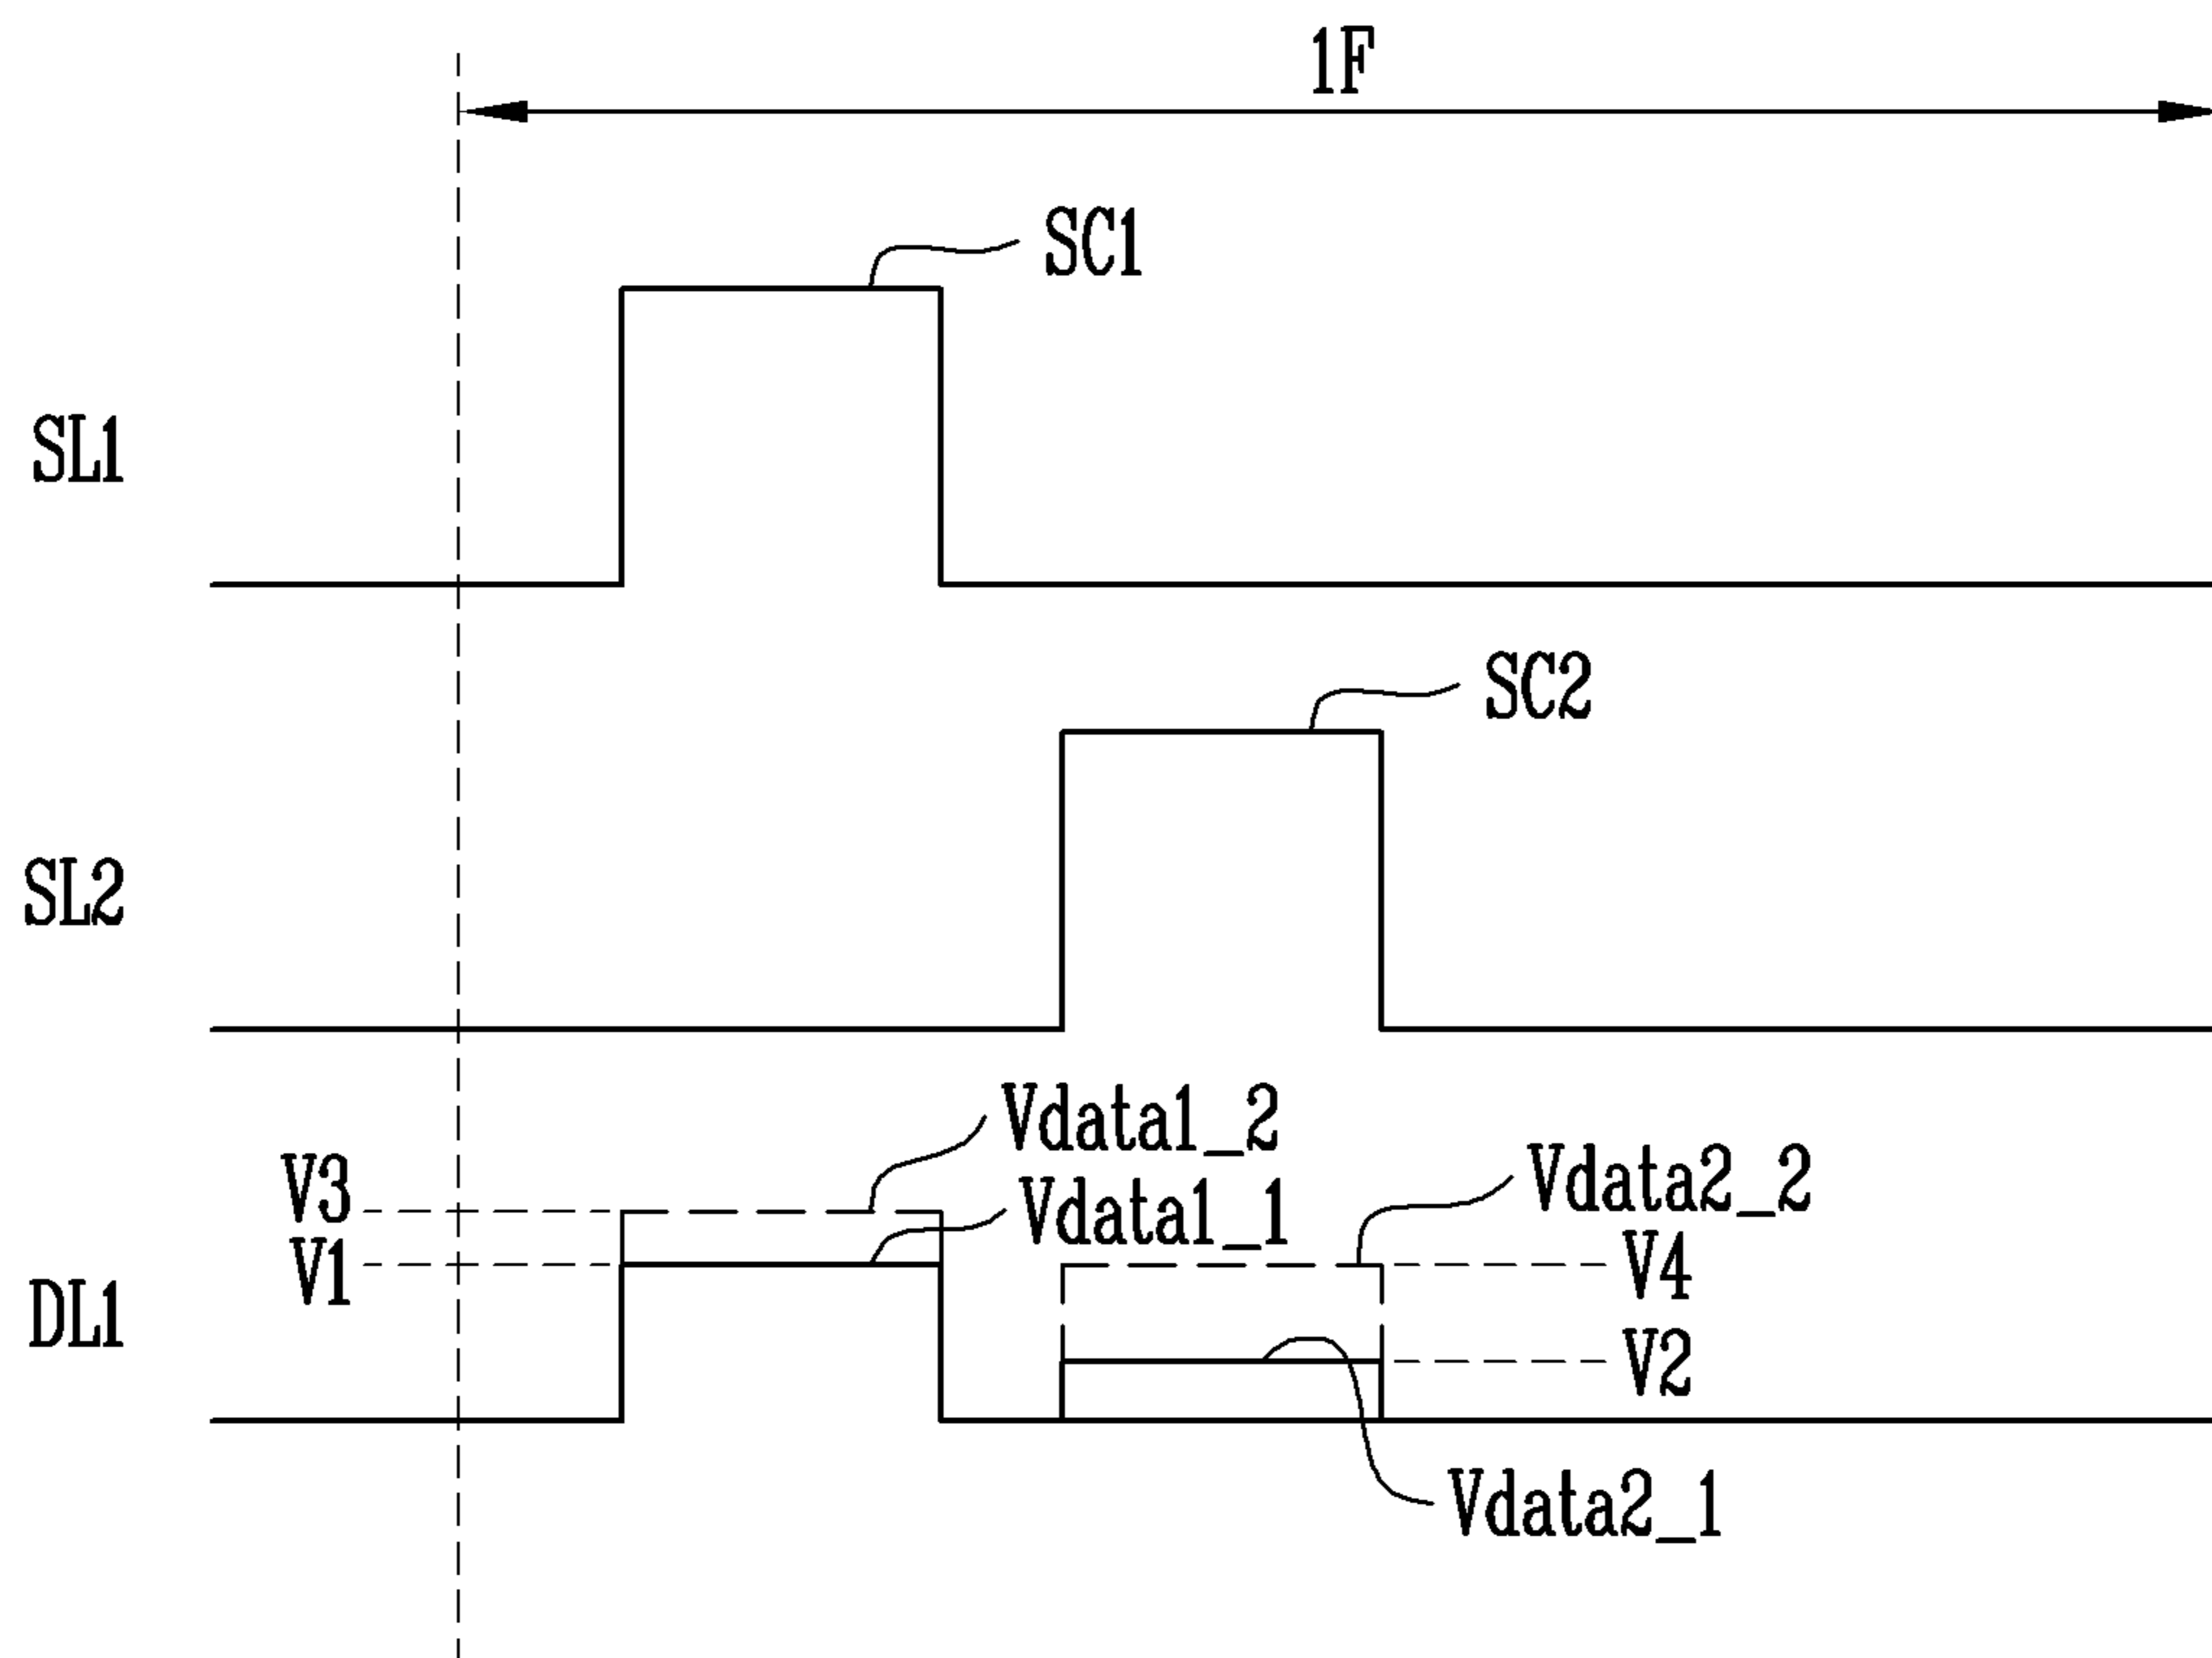 1F
SC1
SL1
SC2
SL2
Vdata1_2
V3
Vdata1_1
Vdata2_2
V1
V4
DL1
V2
Vdata2_1